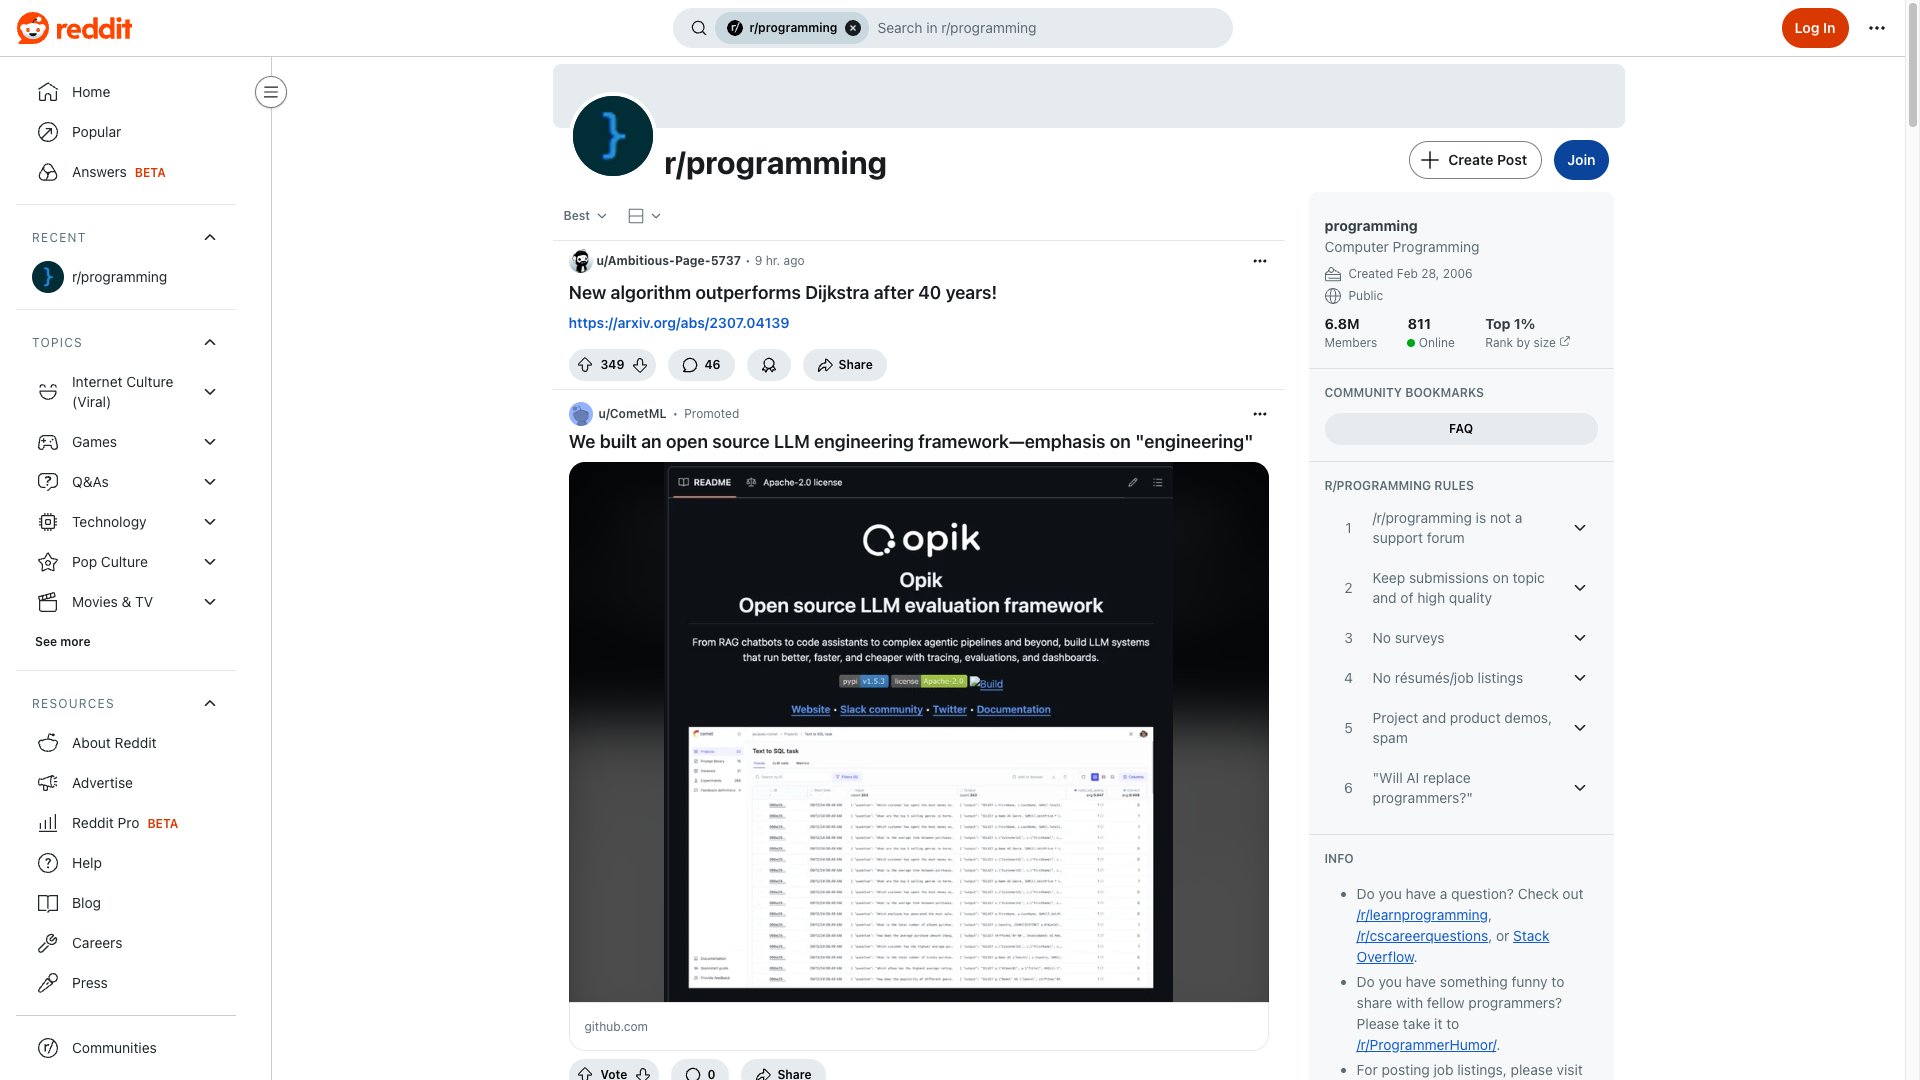 reddit
r/programming
Search in r/programming
Log In
Home
Popular
Answers BETA
RECENT
r/programming
TOPICS
Internet Culture
(Viral)
Games
Q&As
Technology
Pop Culture
Movies & TV
See more
RESOURCES
About Reddit
Advertise
Reddit Pro BETA
Help
Blog
Careers
Press
Communities
r/programming
Create Post
Join
Best
u/Ambitious-Page-5737 • 9 hr. ago
New algorithm outperforms Dijkstra after 40 years!
https://arxiv.org/abs/2307.04139
349
46
Share
u/CometML • Promoted
We built an open source LLM engineering framework—emphasis on "engineering"
README
Apache-2.0 license
opik
Opik
Open source LLM evaluation framework
From RAG chatbots to code assistants to complex agentic pipelines and beyond, build LLM systems
that run better, faster, and cheaper with tracing, evaluations, and dashboards.
pypi v1.5.3 license Apache-2.0 Build
Website • Slack community • Twitter • Documentation
comet
Text to SQL task
Text to SQL task
github.com
Vote
0
Share
programming
Computer Programming
Created Feb 28, 2006
Public
6.8M
Members
811
Online
Top 1%
Rank by size
COMMUNITY BOOKMARKS
FAQ
R/PROGRAMMING RULES
1
/r/programming is not a
support forum
2
Keep submissions on topic
and of high quality
3
No surveys
4
No résumés/job listings
5
Project and product demos,
spam
6
"Will AI replace
programmers?"
INFO
• Do you have a question? Check out
/r/learnprogramming,
/r/cscareerquestions, or Stack
Overflow.
• Do you have something funny to
share with fellow programmers?
Please take it to
/r/ProgrammerHumor/.
• For posting job listings, please visit